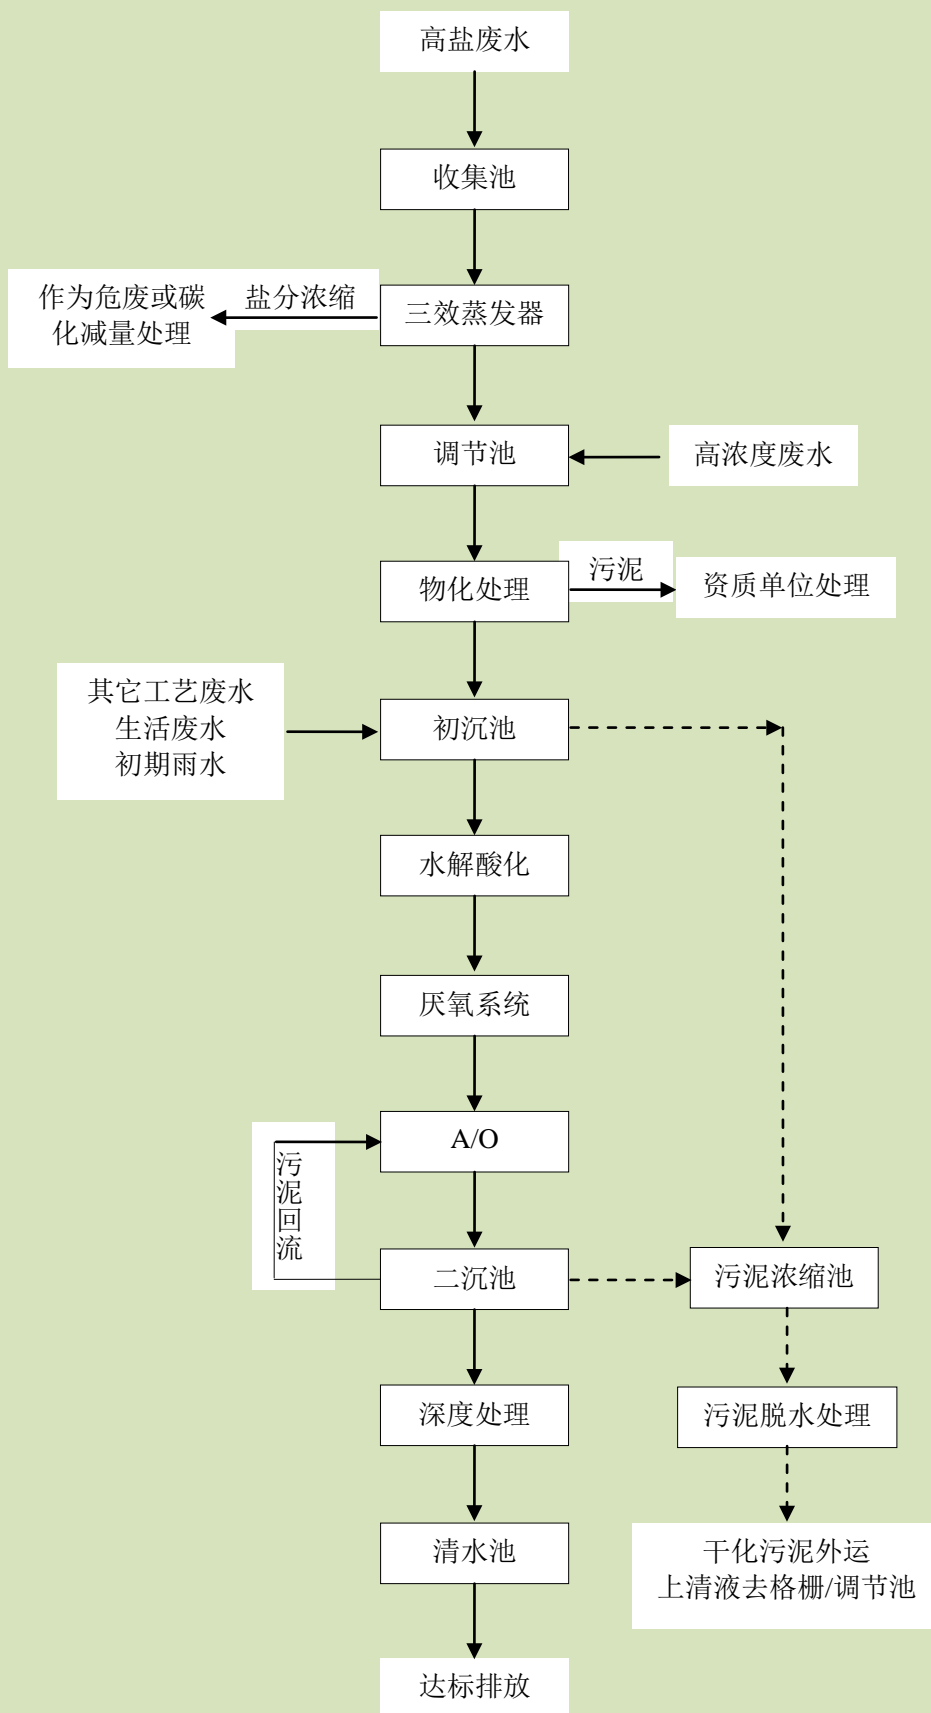 高盐废水
收集池
作为危废或碳
化减量处理
盐分浓缩
三效蒸发器
调节池
高浓度废水
物化处理
污泥
资质单位处理
其它工艺废水
生活废水
初期雨水
初沉池
水解酸化
厌氧系统
A/O
污泥回流
二沉池
污泥浓缩池
深度处理
污泥脱水处理
清水池
干化污泥外运
上清液去格栅/调节池
达标排放